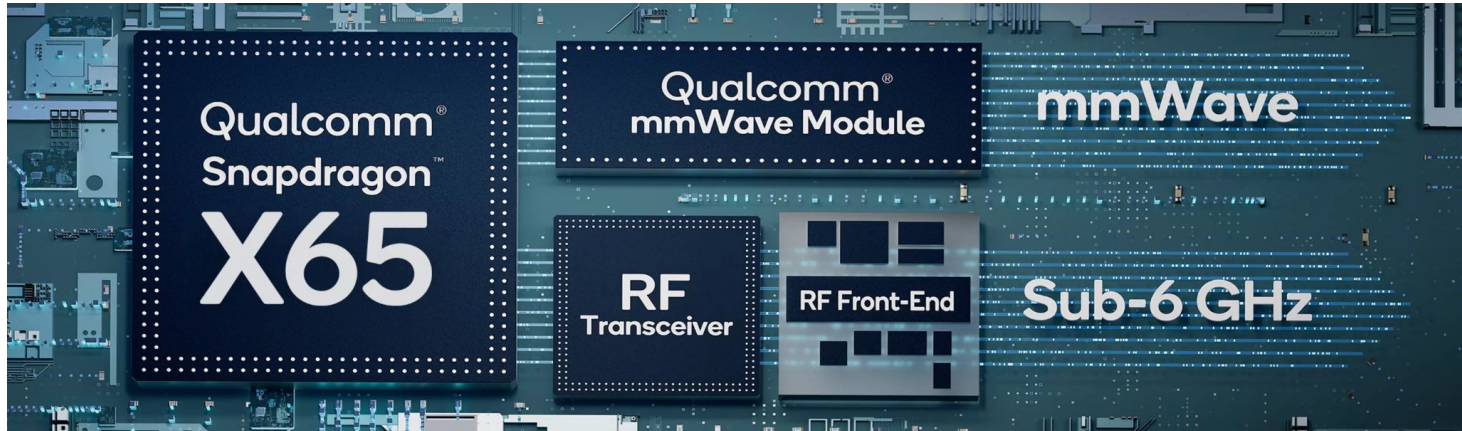 Qualcomm®
Snapdragon™
X65
Qualcomm®
mmWave Module
mmWave
RF
Transceiver
RF Front-End
Sub-6 GHz